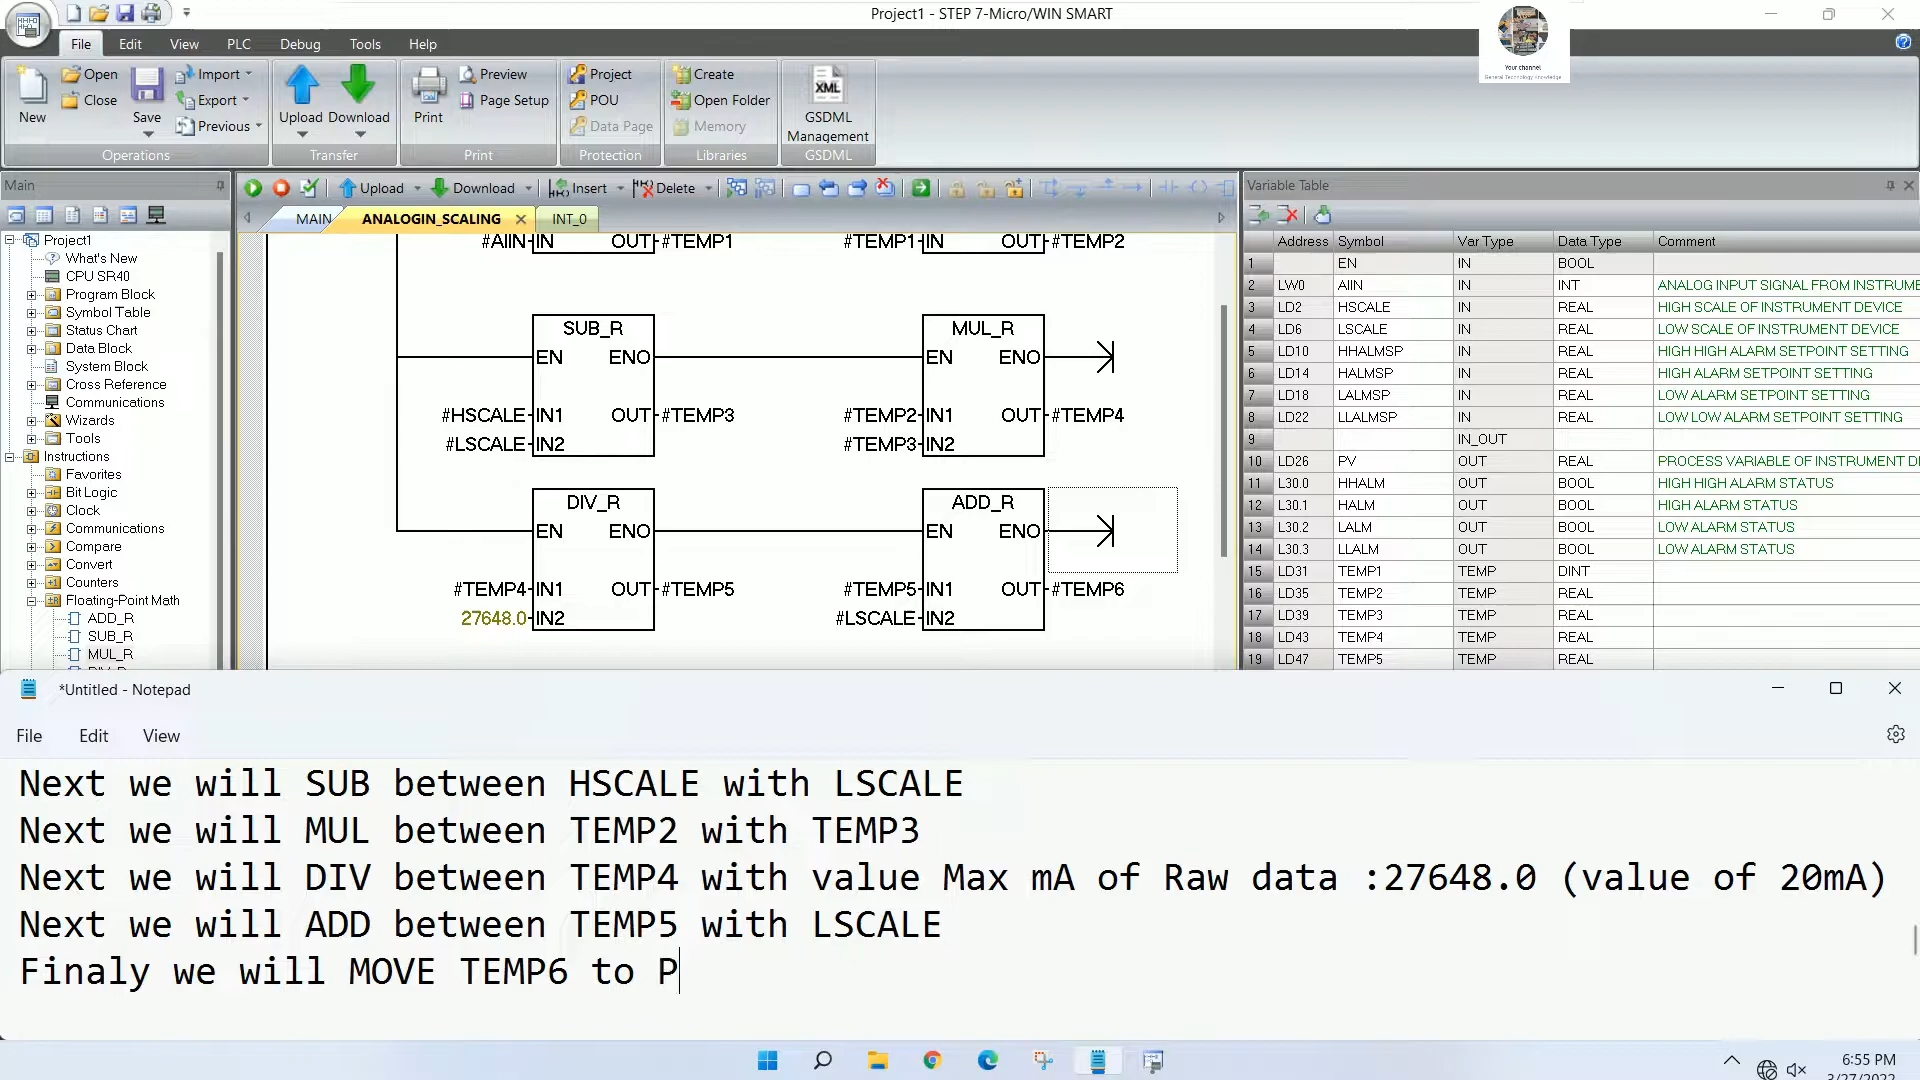 Project1 - STEP 7-Micro/WIN SMART
File Edit View PLC Debug Tools Help
Your channel
General Technology Knowledge
New
Open
Close
Save
Import
Export
Previous
Operations
Upload
Download
Transfer
Print
Preview
Page Setup
Print
Project
POU
Data Page
Protection
Create
Open Folder
Memory
Libraries
XML
GSDML
Management
GSDML
Main
Upload Download Insert Delete
MAIN ANALOGIN_SCALING INT_0
Project1
What's New
CPU SR40
Program Block
Symbol Table
Status Chart
Data Block
System Block
Cross Reference
Communications
Wizards
Tools
Instructions
Favorites
Bit Logic
Clock
Communications
Compare
Convert
Counters
Floating-Point Math
ADD_R
SUB_R
MUL_R
#AIIN IN OUT #TEMP1 #TEMP1 IN OUT #TEMP2
SUB_R MUL_R
EN ENO EN ENO
#HSCALE IN1 OUT #TEMP3 #TEMP2 IN1 OUT #TEMP4
#LSCALE IN2 #TEMP3 IN2
DIV_R ADD_R
EN ENO EN ENO
#TEMP4 IN1 OUT #TEMP5 #TEMP5 IN1 OUT #TEMP6
27648.0 IN2 #LSCALE IN2
Variable Table
Address Symbol Var Type Data Type Comment
1 EN IN BOOL
2 LW0 AIIN IN INT ANALOG INPUT SIGNAL FROM INSTRUME
3 LD2 HSCALE IN REAL HIGH SCALE OF INSTRUMENT DEVICE
4 LD6 LSCALE IN REAL LOW SCALE OF INSTRUMENT DEVICE
5 LD10 HHALMSP IN REAL HIGH HIGH ALARM SETPOINT SETTING
6 LD14 HALMSP IN REAL HIGH ALARM SETPOINT SETTING
7 LD18 LALMSP IN REAL LOW ALARM SETPOINT SETTING
8 LD22 LLALMSP IN REAL LOW LOW ALARM SETPOINT SETTING
9 IN_OUT
10 LD26 PV OUT REAL PROCESS VARIABLE OF INSTRUMENT D
11 L30.0 HHALM OUT BOOL HIGH HIGH ALARM STATUS
12 L30.1 HALM OUT BOOL HIGH ALARM STATUS
13 L30.2 LALM OUT BOOL LOW ALARM STATUS
14 L30.3 LLALM OUT BOOL LOW ALARM STATUS
15 LD31 TEMP1 TEMP DINT
16 LD35 TEMP2 TEMP REAL
17 LD39 TEMP3 TEMP REAL
18 LD43 TEMP4 TEMP REAL
19 LD47 TEMP5 TEMP REAL
*Untitled - Notepad
File Edit View
Next we will SUB between HSCALE with LSCALE
Next we will MUL between TEMP2 with TEMP3
Next we will DIV between TEMP4 with value Max mA of Raw data :27648.0 (value of 20mA)
Next we will ADD between TEMP5 with LSCALE
Finaly we will MOVE TEMP6 to P
6:55 PM
3/27/2022